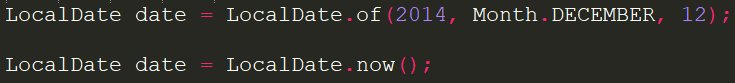 LocalDate date = LocalDate.of(2014, Month.DECEMBER, 12);
LocalDate date = LocalDate.now();